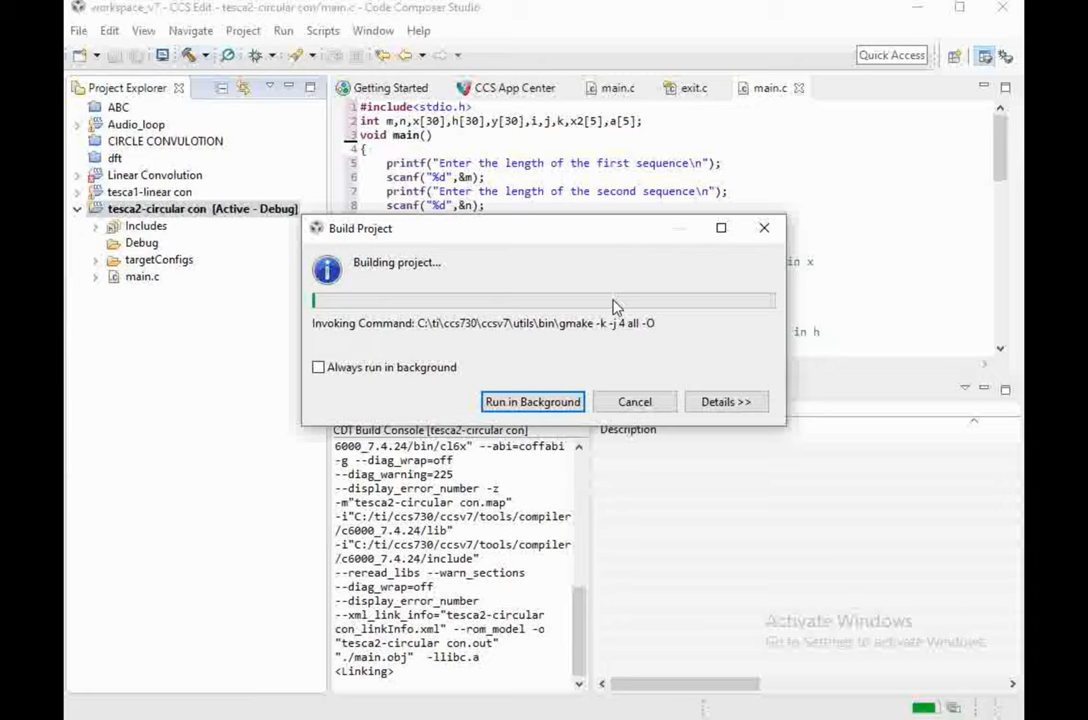 workspace_v7 - CCS Edit - tesca2-circular con/main.c - Code Composer Studio
File Edit View Navigate Project Run Scripts Window Help
Quick Access
Project Explorer
Getting Started CCS App Center main.c exit.c main.c
ABC
Audio_loop
CIRCLE CONVULOTION
dft
Linear Convolution
tesca1-linear con
tesca2-circular con [Active - Debug]
Includes
Debug
targetConfigs
main.c
1 #include<stdio.h>
2 int m,n,x[30],h[30],y[30],i,j,k,x2[5],a[5];
3 void main()
4 {
5 printf("Enter the length of the first sequence\n");
6 scanf("%d",&m);
7 printf("Enter the length of the second sequence\n");
8 scanf("%d",&n);
in x
in h
Build Project
Building project...
Invoking Command: C:\ti\ccs730\ccsv7\utils\bin\gmake -k -j 4 all -O
Always run in background
Run in Background Cancel Details >>
CDT Build Console [tesca2-circular con]
6000_7.4.24/bin/cl6x" --abi=coffabi
-g --diag_wrap=off
--diag_warning=225
--display_error_number -z
-m"tesca2-circular con.map"
-i"C:/ti/ccs730/ccsv7/tools/compiler
/c6000_7.4.24/lib"
-i"C:/ti/ccs730/ccsv7/tools/compiler
/c6000_7.4.24/include"
--reread_libs --warn_sections
--diag_wrap=off
--display_error_number
--xml_link_info="tesca2-circular
con_linkInfo.xml" --rom_model -o
"tesca2-circular con.out"
"./main.obj" -llibc.a
<Linking>
Description
Activate Windows
Go to Settings to activate Windows.